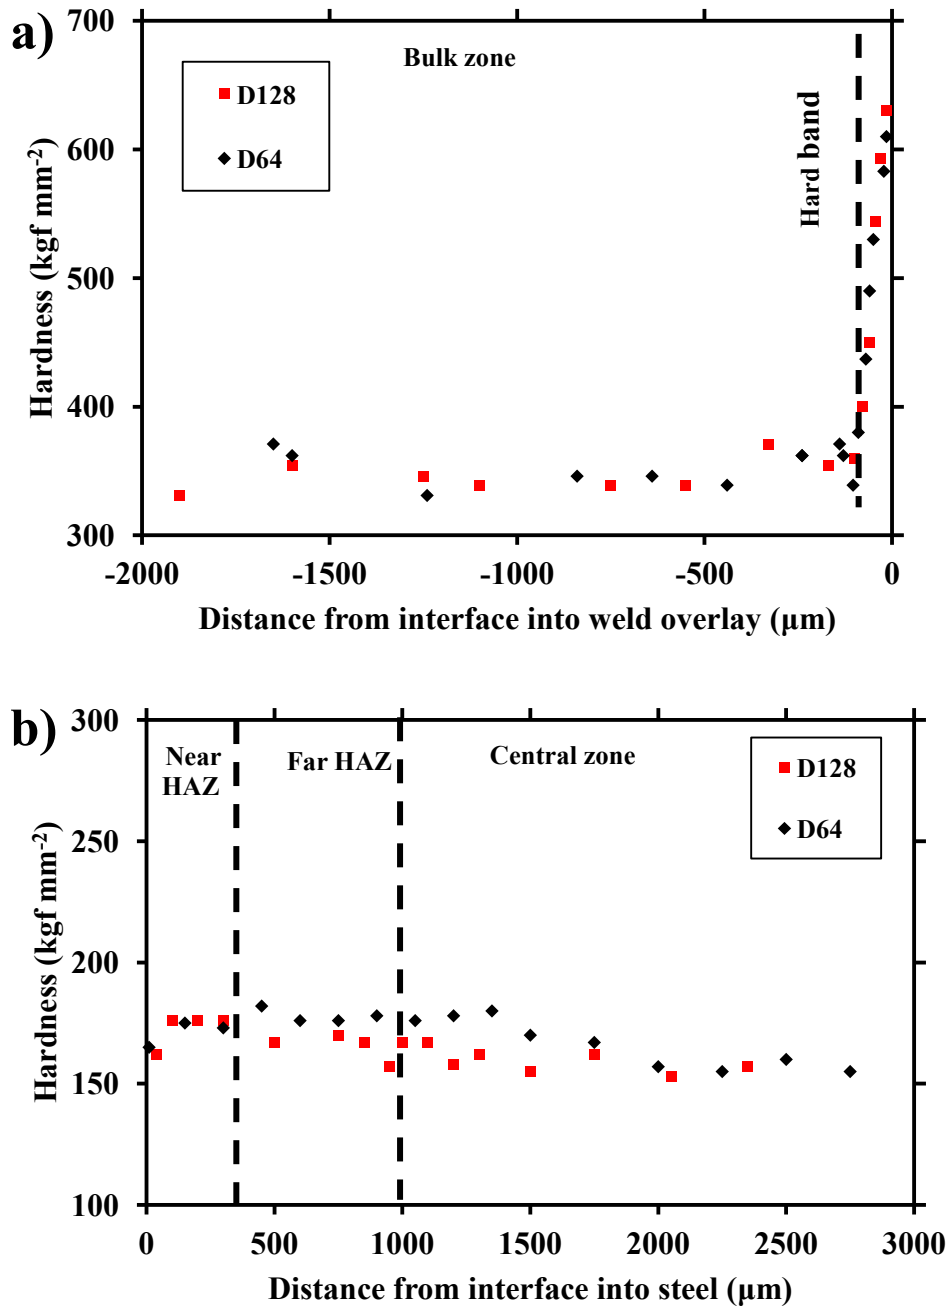 a)
700
600
500
400
300
Hardness (kgf mm-2)
Bulk zone
D128
D64
Hard band
-2000 -1500 -1000 -500 0
Distance from interface into weld overlay (μm)
b)
300
250
200
150
100
Hardness (kgf mm-2)
Near
HAZ
Far HAZ
Central zone
D128
D64
0 500 1000 1500 2000 2500 3000
Distance from interface into steel (μm)